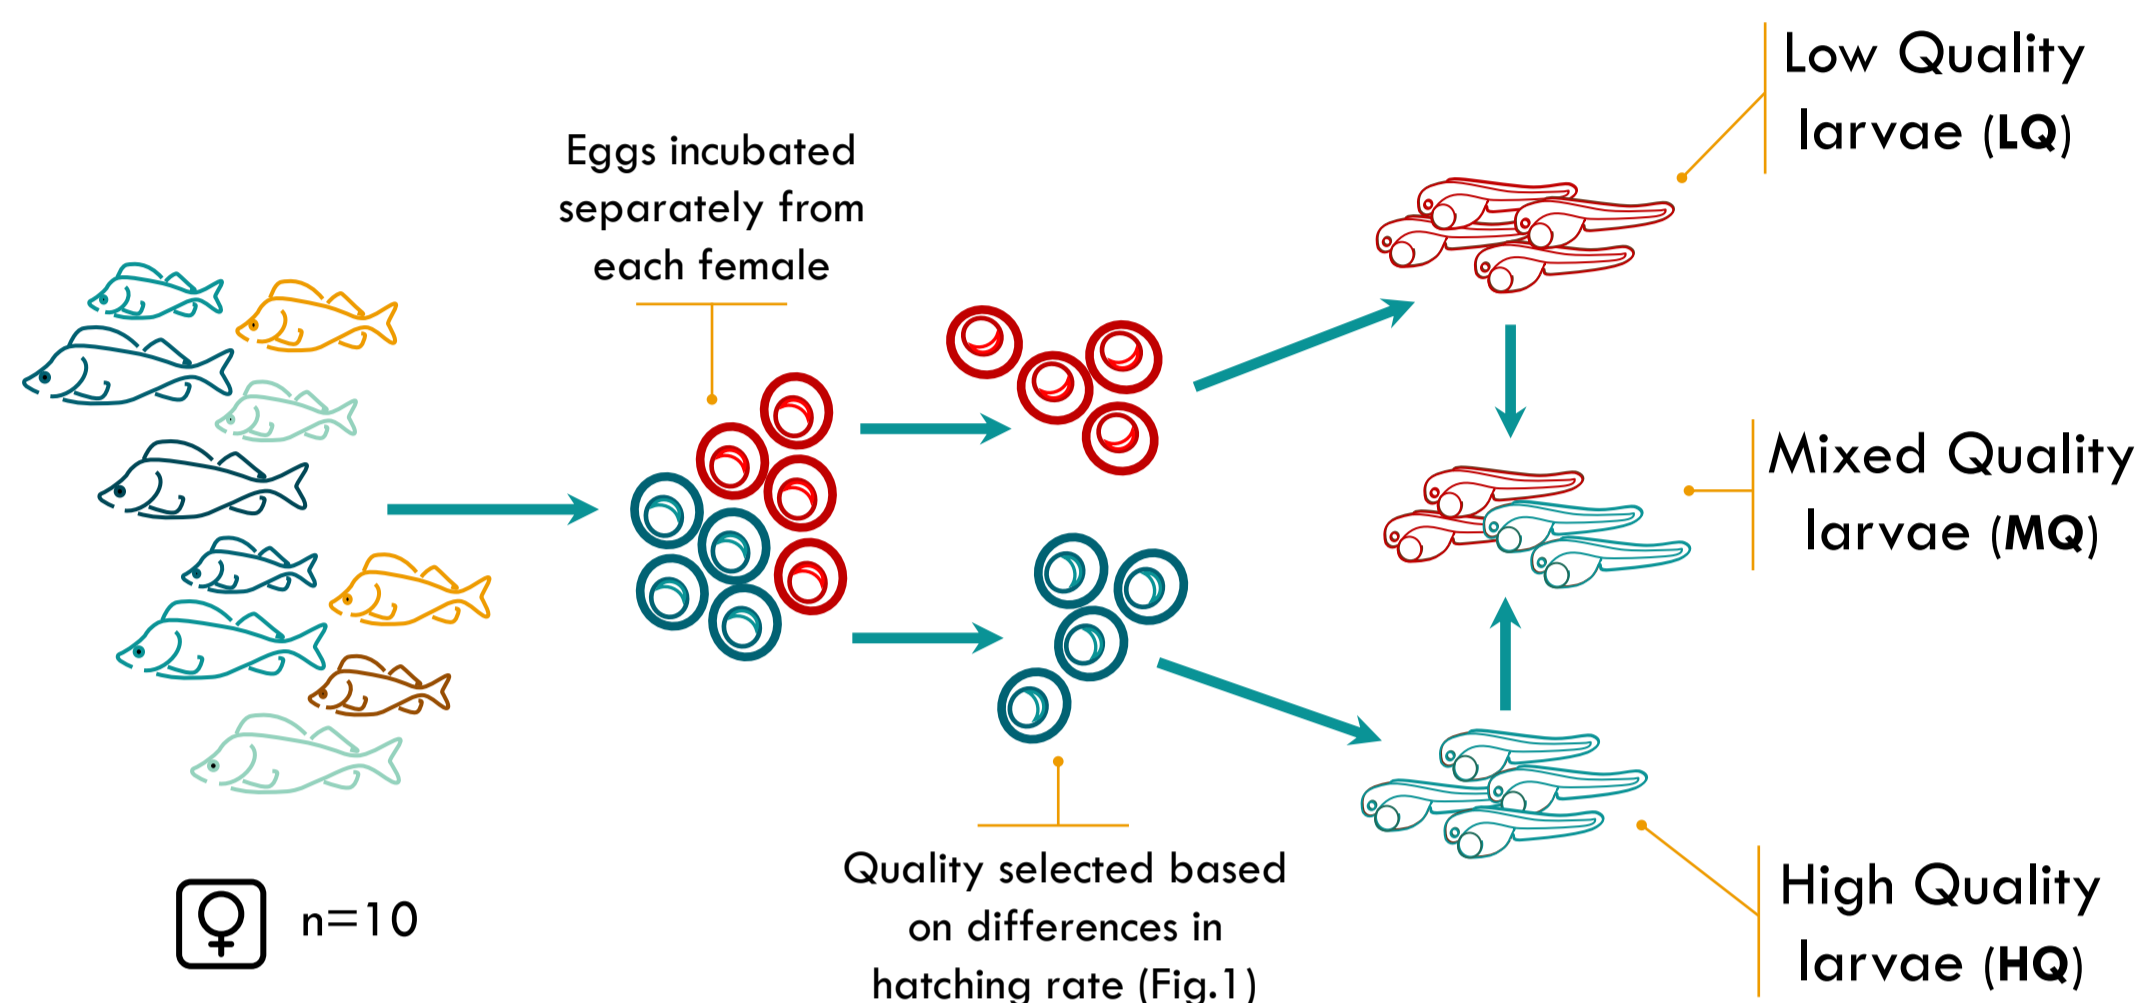 Eggs incubated
separately from
each female
n=10
Quality selected based
on differences in
hatching rate (Fig.1)
Low Quality
larvae (LQ)
Mixed Quality
larvae (MQ)
High Quality
larvae (HQ)